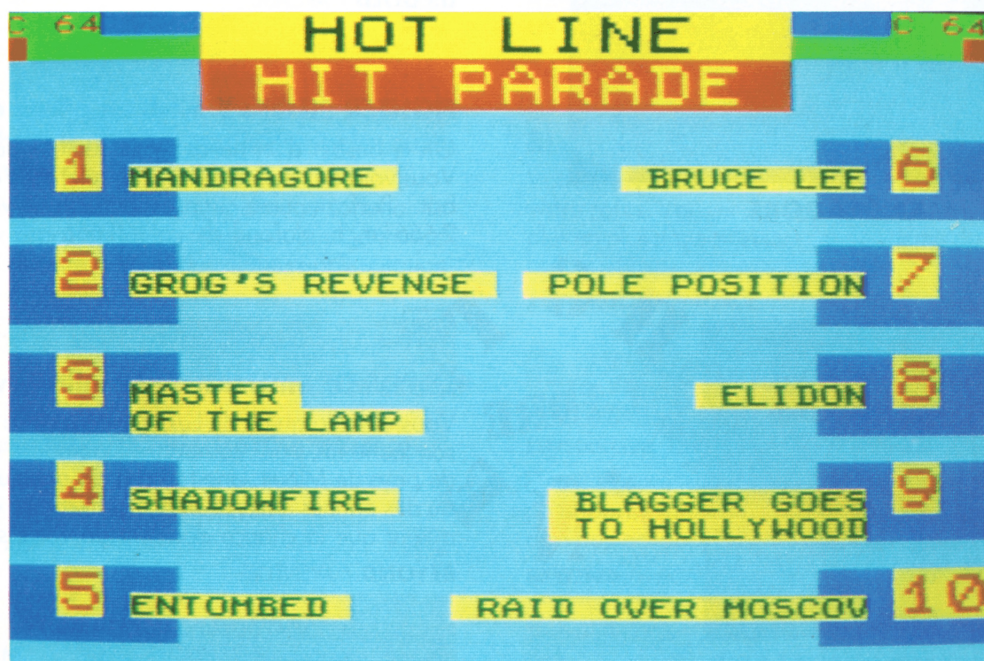 C 64
HOT LINE
C 64
HIT PARADE
1 MANDRAGORE
2 GROG'S REVENGE
3 MASTER
OF THE LAMP
4 SHADOWFIRE
5 ENTOMBED
BRUCE LEE 6
POLE POSITION 7
ELIDON 8
BLAGGER GOES 9
TO HOLLYWOOD
RAID OVER MOSCOV 10